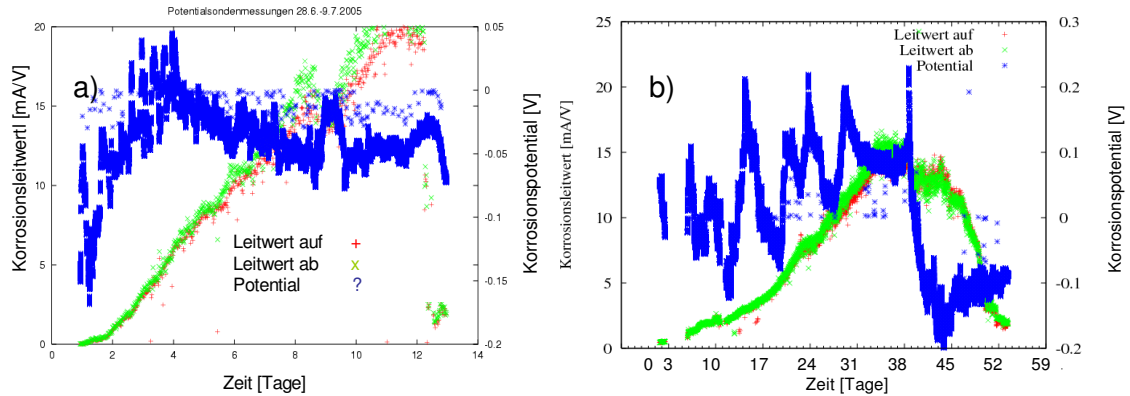 Potentialsondenmessungen 28.6.-9.7.2005
a)
Korrosionsleitwertl [mA/V]
20
15
10
5
0
0.05
0
-0.05
-0.1
-0.15
-0.2
Korrosionspotential [V]
Leitwert auf
Leitwert ab
Potential ?
0 2 4 6 8 10 12 14
Zeit [Tage]
b)
Korrosionsleitwert [mA/V]
25
20
15
10
5
0
0.3
0.2
0.1
0
-0.1
-0.2
Korrosionspotential [V]
Leitwert auf
Leitwert ab
Potential
0 3 10 17 24 31 38 45 52 59
Zeit [Tage]